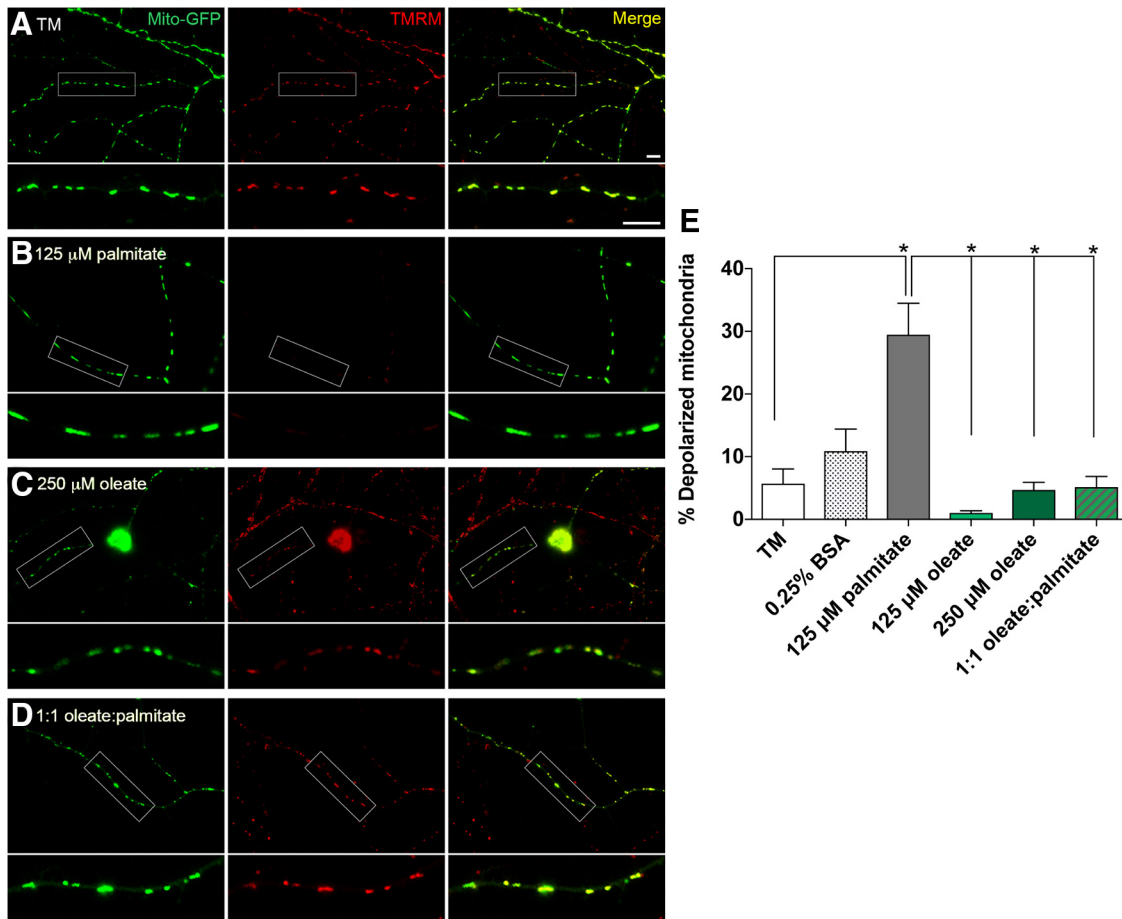 A TM Mito-GFP TMRM Merge
B 125 μM palmitate
C 250 μM oleate
D 1:1 oleate:palmitate
E
% Depolarized mitochondria
40
30
20
10
0
* * * *
TM
0.25% BSA
125 μM palmitate
125 μM oleate
250 μM oleate
1:1 oleate:palmitate